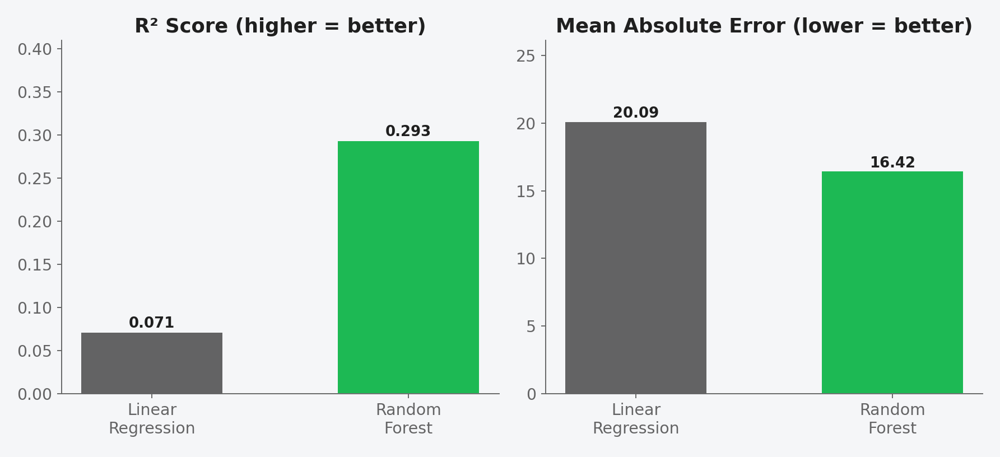 R² Score (higher = better)
0.40
0.35
0.30
0.25
0.20
0.15
0.10
0.05
0.00
0.071
0.293
Linear
Regression
Random
Forest
Mean Absolute Error (lower = better)
25
20
15
10
5
0
20.09
16.42
Linear
Regression
Random
Forest